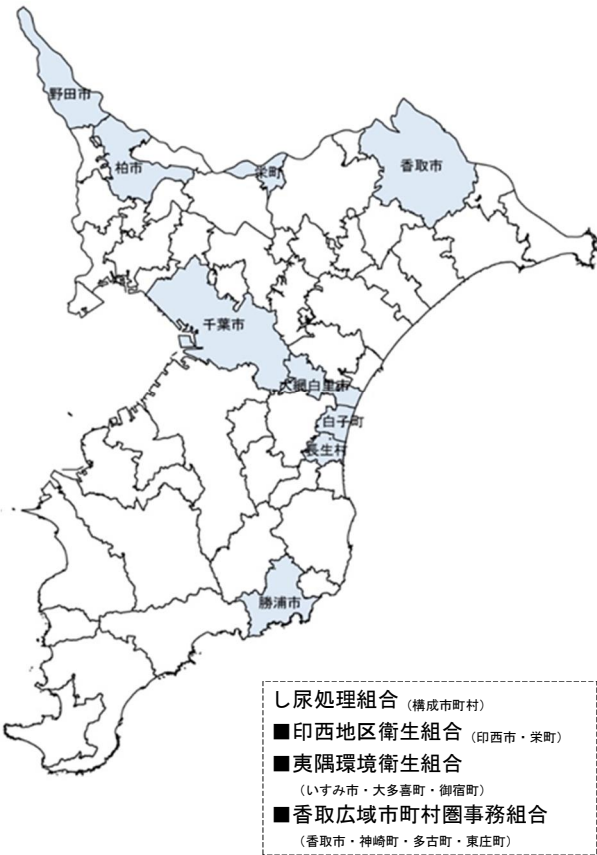 野田市
柏市
栄町
香取市
千葉市
大網白里市
白子町
長生村
勝浦市
し尿処理組合（構成市町村）
■印西地区衛生組合（印西市・栄町）
■夷隅環境衛生組合
（いすみ市・大多喜町・御宿町）
■香取広域市町村圏事務組合
（香取市・神崎町・多古町・東庄町）